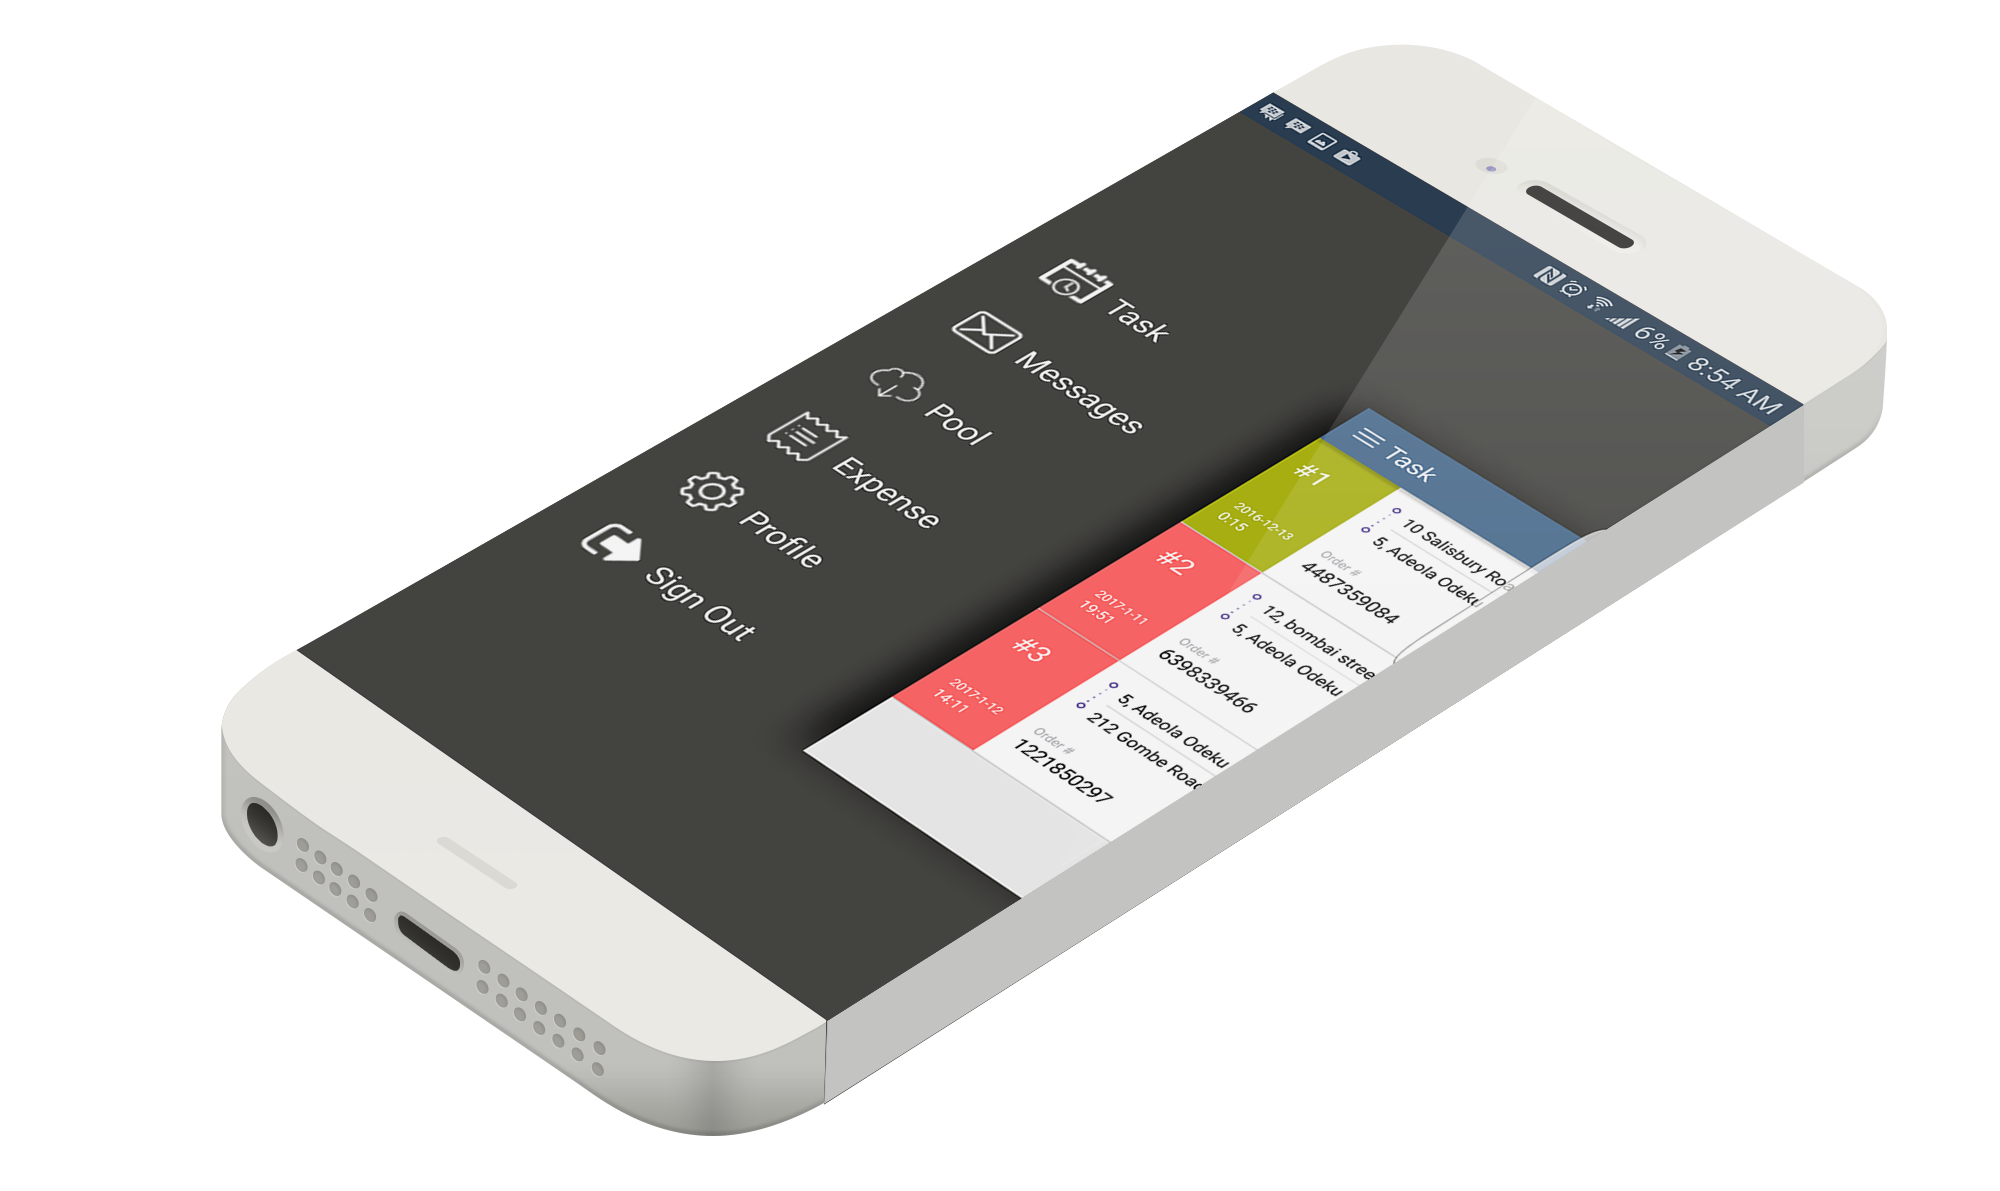 6% 8:54 AM
Task
Messages
Pool
Expense
Profile
Sign Out
Task
#1
2016-12-13
0:15
10 Salisbury Roa
5, Adeola Odeku
Order #
4487359084
#2
2017-1-11
19:51
12, bombai stree
5, Adeola Odeku
Order #
6398339466
#3
2017-1-12
14:11
5, Adeola Odeku
212 Gombe Road
Order #
1221850297